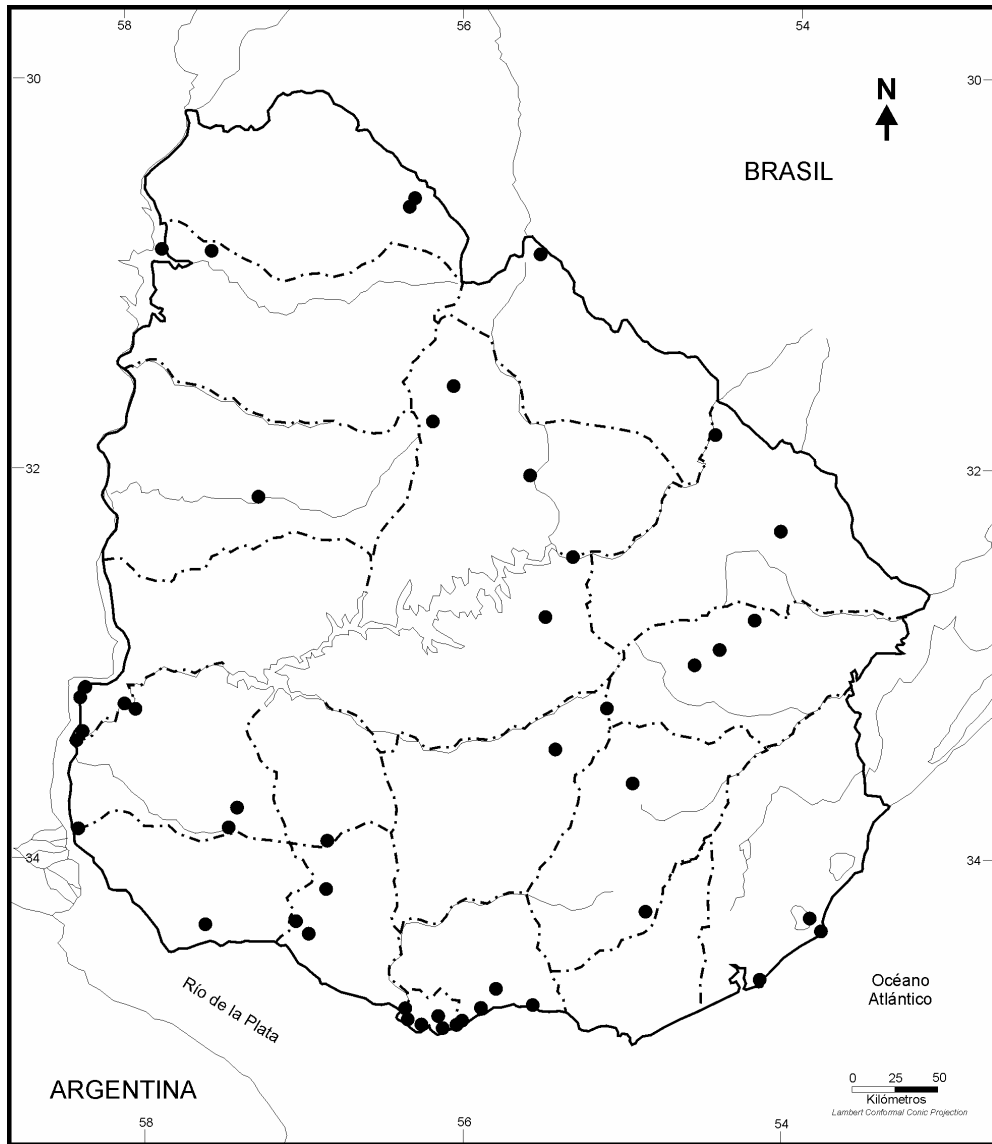 58
56
54
30
30
N
BRASIL
32
32
34
34
Río de la Plata
Océano
Atlántico
ARGENTINA
0 25 50
Kilómetros
Lambert Conformal Conic Projection
58
56
54